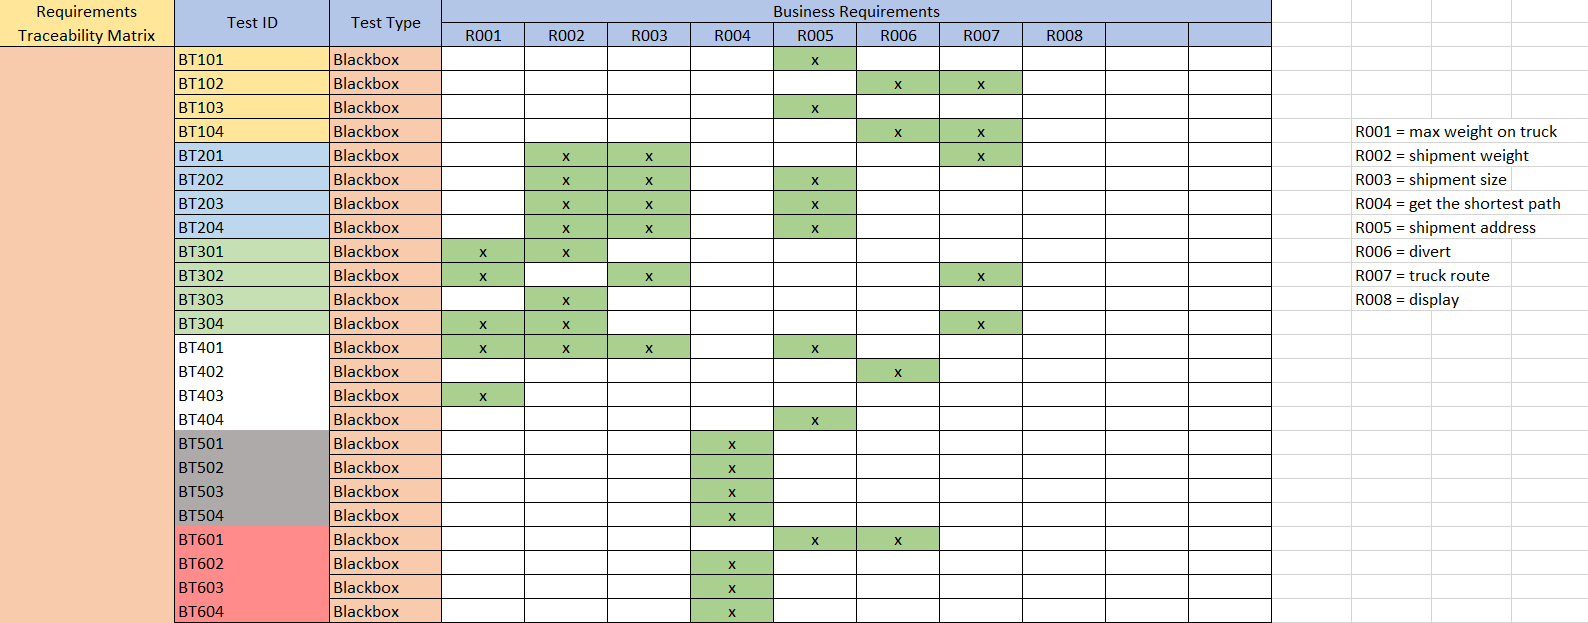 Requirements
Traceability Matrix
Test ID
Test Type
Business Requirements
R001 R002 R003 R004 R005 R006 R007 R008
BT101 Blackbox x
BT102 Blackbox x x
BT103 Blackbox x
BT104 Blackbox x x
R001 = max weight on truck
BT201 Blackbox x x x
R002 = shipment weight
BT202 Blackbox x x x
R003 = shipment size
BT203 Blackbox x x x
R004 = get the shortest path
BT204 Blackbox x x x
R005 = shipment address
BT301 Blackbox x x
R006 = divert
BT302 Blackbox x x x
R007 = truck route
BT303 Blackbox x
R008 = display
BT304 Blackbox x x x
BT401 Blackbox x x x x
BT402 Blackbox x
BT403 Blackbox x
BT404 Blackbox x
BT501 Blackbox x
BT502 Blackbox x
BT503 Blackbox x
BT504 Blackbox x
BT601 Blackbox x x
BT602 Blackbox x
BT603 Blackbox x
BT604 Blackbox x